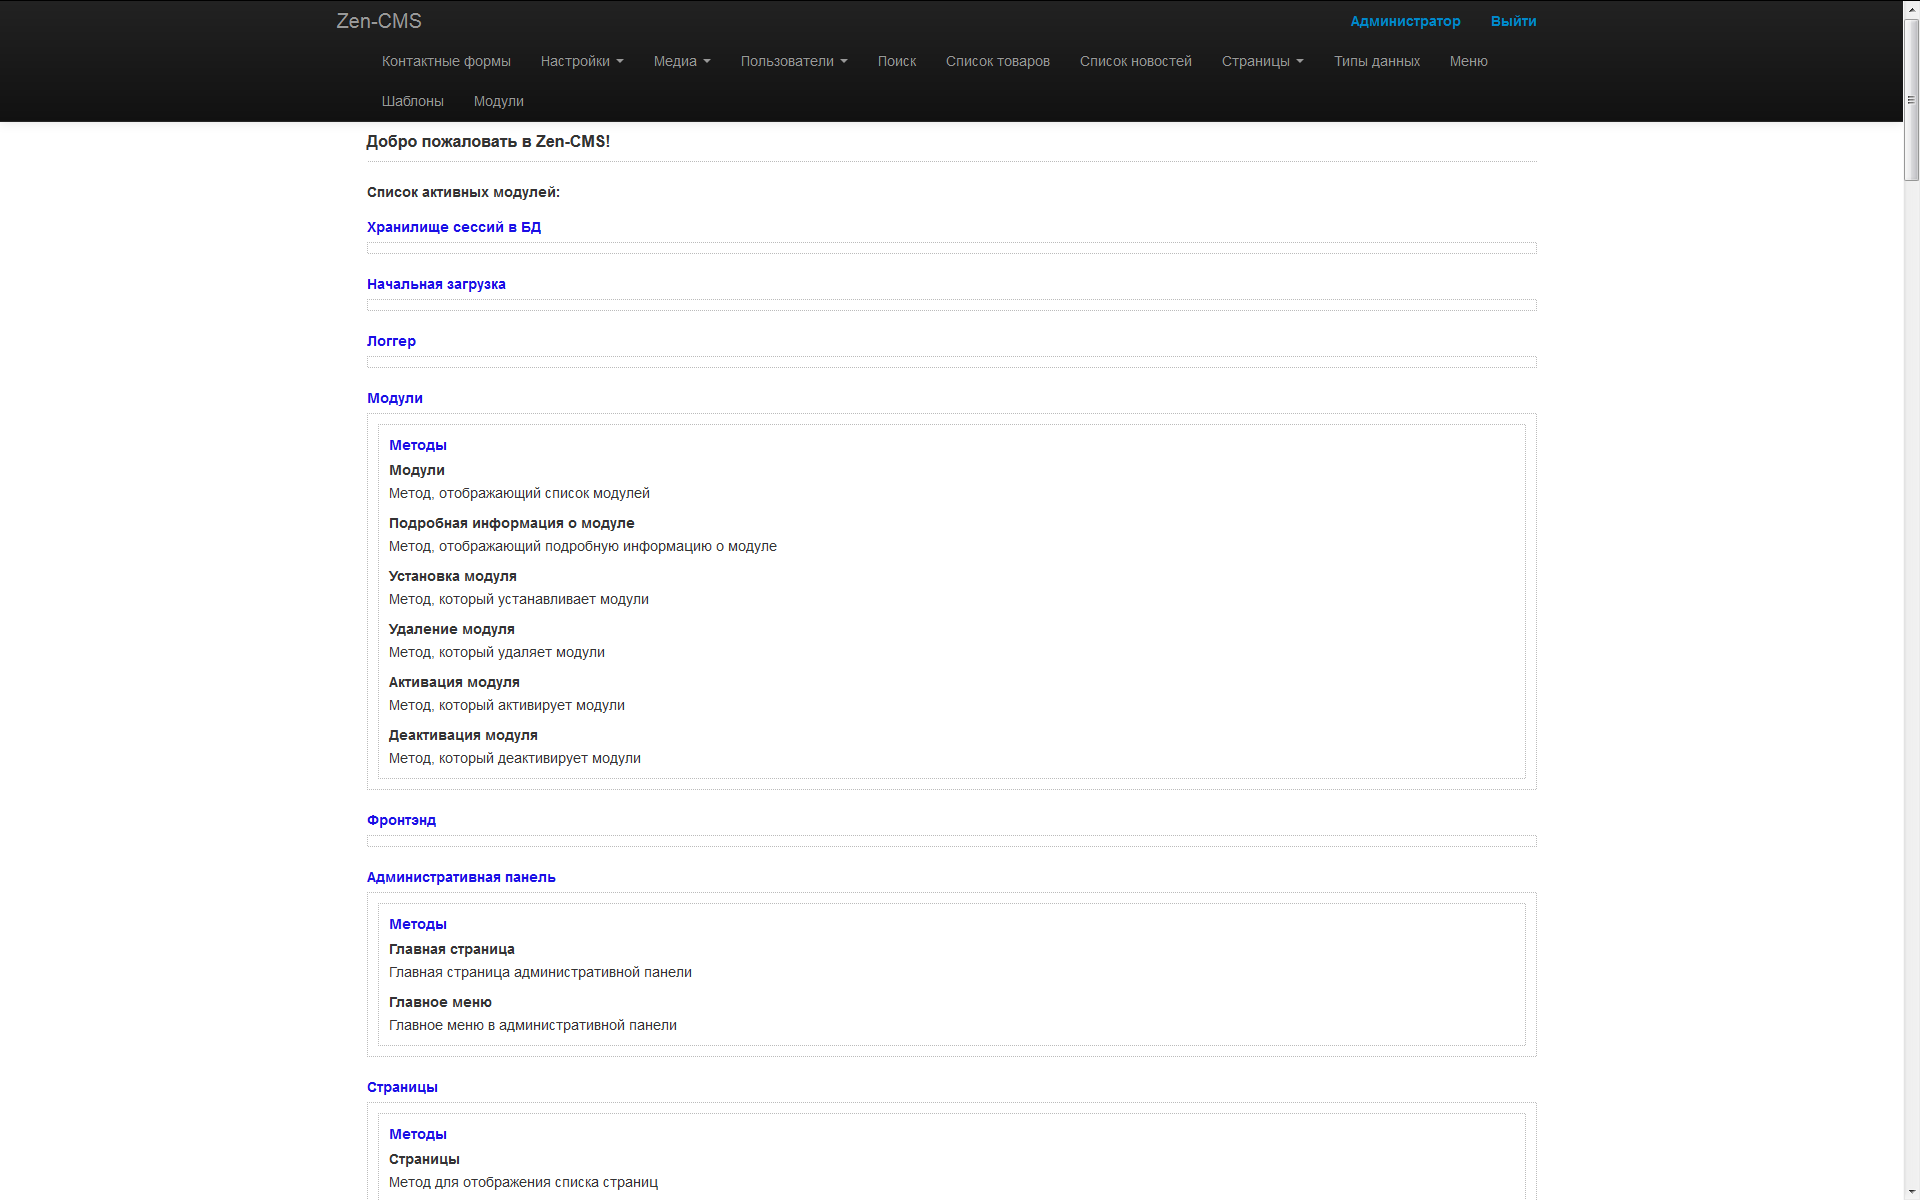 Zen-CMS
Администратор Выйти
Контактные формы Настройки Медиа Пользователи Поиск Список товаров Список новостей Страницы Типы данных Меню
Шаблоны Модули
Добро пожаловать в Zen-CMS!
Список активных модулей:
Хранилище сессий в БД
Начальная загрузка
Логгер
Модули
Методы
Модули
Метод, отображающий список модулей
Подробная информация о модуле
Метод, отображающий подробную информацию о модуле
Установка модуля
Метод, который устанавливает модули
Удаление модуля
Метод, который удаляет модули
Активация модуля
Метод, который активирует модули
Деактивация модуля
Метод, который деактивирует модули
Фронтэнд
Административная панель
Методы
Главная страница
Главная страница административной панели
Главное меню
Главное меню в административной панели
Страницы
Методы
Страницы
Метод для отображения списка страниц